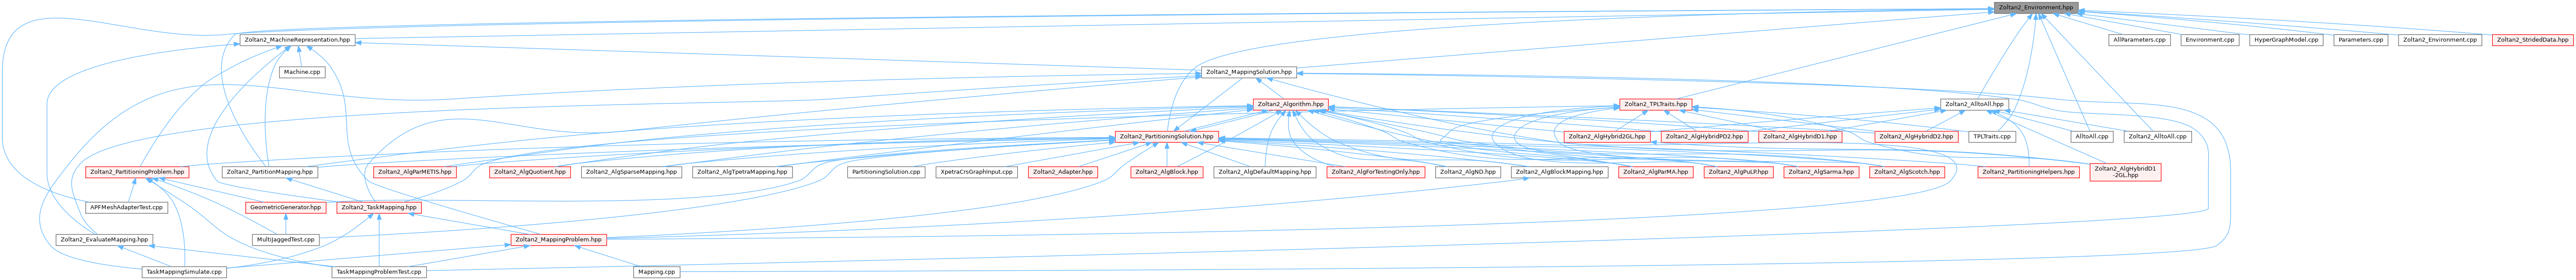 Zoltan2_Environment.hpp
Zoltan2_MachineRepresentation.hpp
AllParameters.cpp
Environment.cpp
HyperGraphModel.cpp
Parameters.cpp
Zoltan2_Environment.cpp
Zoltan2_StridedData.hpp
Machine.cpp
Zoltan2_MappingSolution.hpp
Zoltan2_Algorithm.hpp
Zoltan2_TPLTraits.hpp
Zoltan2_AlltoAll.hpp
Zoltan2_PartitioningSolution.hpp
Zoltan2_AlgHybrid2GL.hpp
Zoltan2_AlgHybridPD2.hpp
Zoltan2_AlgHybridD1.hpp
Zoltan2_AlgHybridD2.hpp
TPLTraits.cpp
AlltoAll.cpp
Zoltan2_AlltoAll.cpp
Zoltan2_PartitioningProblem.hpp
Zoltan2_PartitionMapping.hpp
Zoltan2_AlgParMETIS.hpp
Zoltan2_AlgQuotient.hpp
Zoltan2_AlgSparseMapping.hpp
Zoltan2_AlgTpetraMapping.hpp
PartitioningSolution.cpp
XpetraCrsGraphInput.cpp
Zoltan2_Adapter.hpp
Zoltan2_AlgBlock.hpp
Zoltan2_AlgDefaultMapping.hpp
Zoltan2_AlgForTestingOnly.hpp
Zoltan2_AlgND.hpp
Zoltan2_AlgBlockMapping.hpp
Zoltan2_AlgParMA.hpp
Zoltan2_AlgPuLP.hpp
Zoltan2_AlgSarma.hpp
Zoltan2_AlgScotch.hpp
Zoltan2_PartitioningHelpers.hpp
Zoltan2_AlgHybridD1
-2GL.hpp
APFMeshAdapterTest.cpp
GeometricGenerator.hpp
Zoltan2_TaskMapping.hpp
Zoltan2_EvaluateMapping.hpp
MultiJaggedTest.cpp
Zoltan2_MappingProblem.hpp
TaskMappingSimulate.cpp
TaskMappingProblemTest.cpp
Mapping.cpp